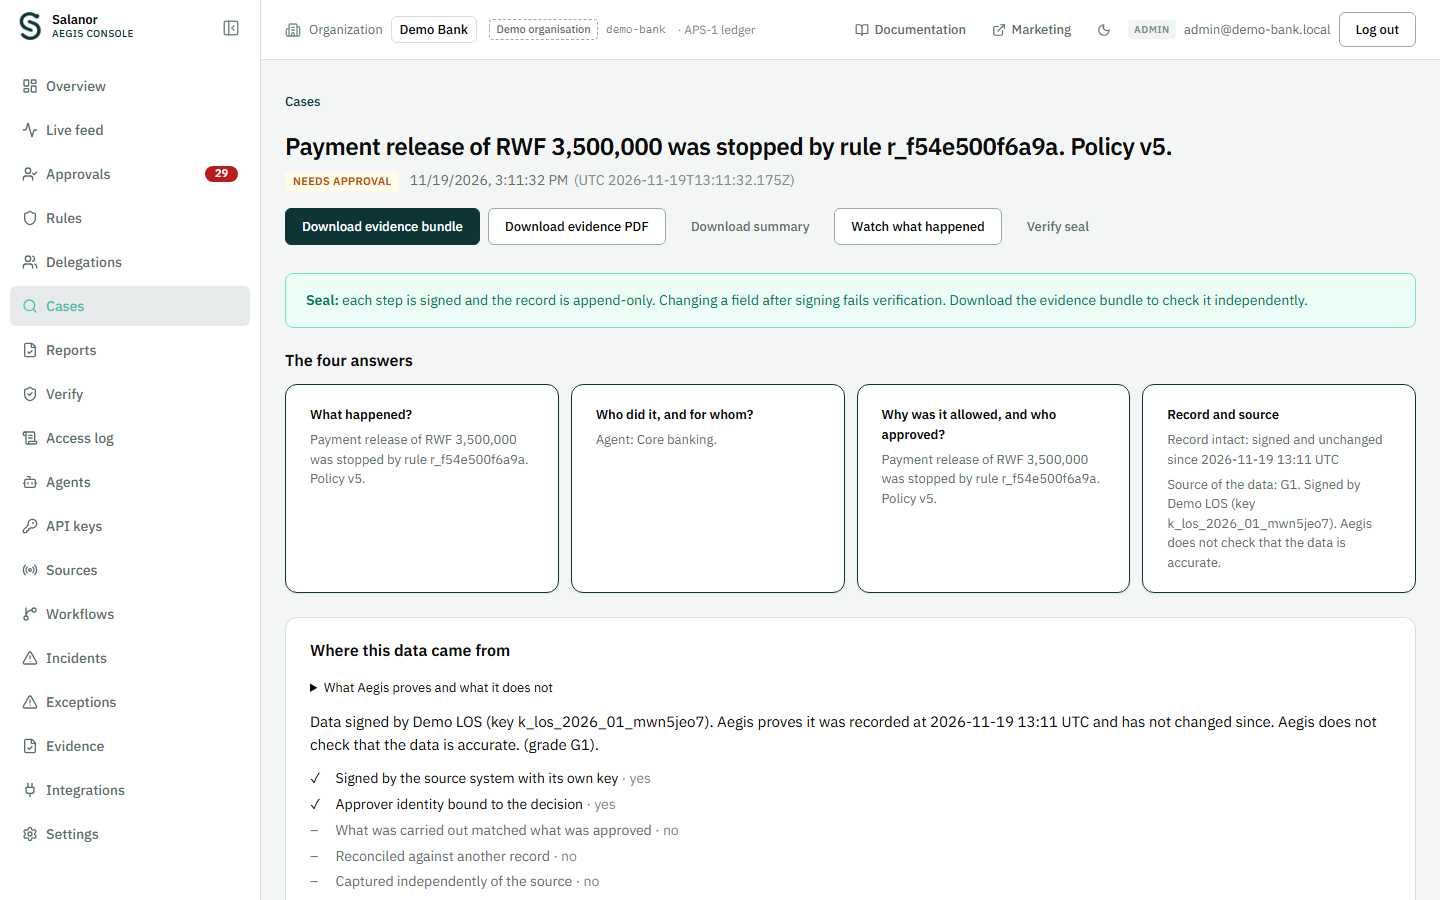 Salanor
AEGIS CONSOLE
Organization
Demo Bank
Demo organisation
demo-bank
· APS-1 ledger
Documentation
Marketing
ADMIN
admin@demo-bank.local
Log out
Overview
Live feed
Approvals
29
Rules
Delegations
Cases
Reports
Verify
Access log
Agents
API keys
Sources
Workflows
Incidents
Exceptions
Evidence
Integrations
Settings
Cases
Payment release of RWF 3,500,000 was stopped by rule r_f54e500f6a9a. Policy v5.
NEEDS APPROVAL
11/19/2026, 3:11:32 PM (UTC 2026-11-19T13:11:32.175Z)
Download evidence bundle
Download evidence PDF
Download summary
Watch what happened
Verify seal
Seal: each step is signed and the record is append-only. Changing a field after signing fails verification. Download the evidence bundle to check it independently.
The four answers
What happened?
Payment release of RWF 3,500,000
was stopped by rule r_f54e500f6a9a.
Policy v5.
Who did it, and for whom?
Agent: Core banking.
Why was it allowed, and who
approved?
Payment release of RWF 3,500,000
was stopped by rule r_f54e500f6a9a.
Policy v5.
Record and source
Record intact: signed and unchanged
since 2026-11-19 13:11 UTC
Source of the data: G1. Signed by
Demo LOS (key
k_los_2026_01_mwn5jeo7). Aegis
does not check that the data is
accurate.
Where this data came from
What Aegis proves and what it does not
Data signed by Demo LOS (key k_los_2026_01_mwn5jeo7). Aegis proves it was recorded at 2026-11-19 13:11 UTC and has not changed since. Aegis does not
check that the data is accurate. (grade G1).
✓ Signed by the source system with its own key · yes
✓ Approver identity bound to the decision · yes
– What was carried out matched what was approved · no
– Reconciled against another record · no
– Captured independently of the source · no